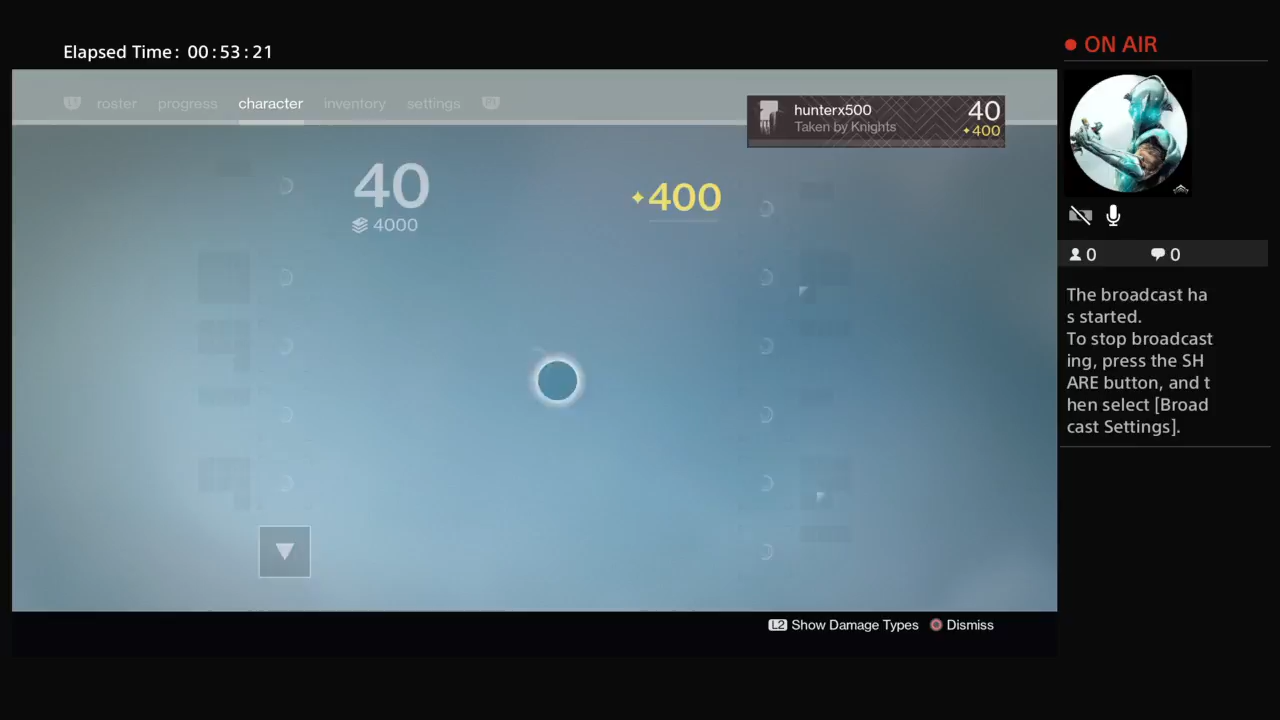 Elapsed Time: 00:53:21
ON AIR
roster progress character inventory settings
hunterx500 40
Taken by Knights 400
40
4000
400
0 0
The broadcast ha
s started.
To stop broadcast
ing, press the SH
ARE button, and t
hen select [Broad
cast Settings].
L2 Show Damage Types Dismiss